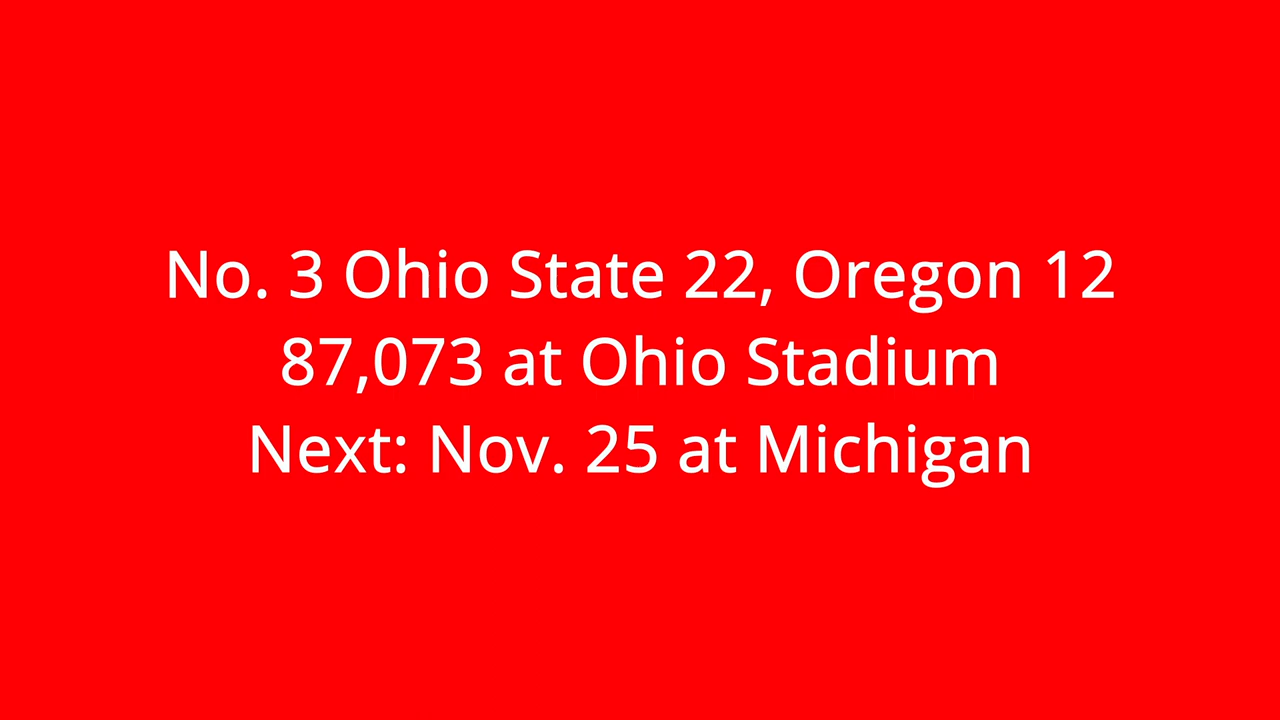 No. 3 Ohio State 22, Oregon 12
87,073 at Ohio Stadium
Next: Nov. 25 at Michigan